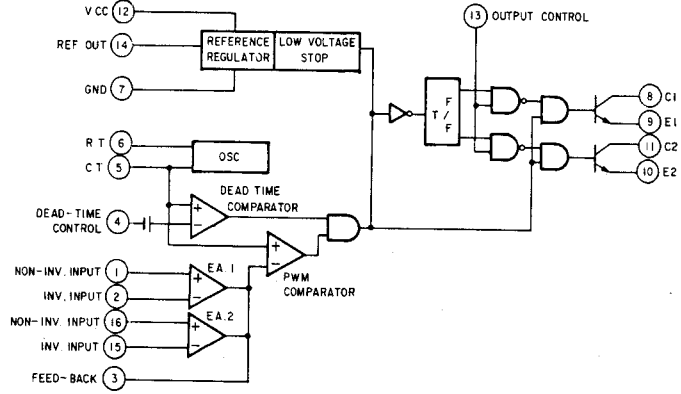 VCC 12
13 OUTPUT CONTROL
REF OUT 14
REFERENCE REGULATOR
LOW VOLTAGE STOP
GND 7
F
T/
F
8 C1
9 E1
11 C2
10 E2
RT 6
CT 5
OSC
DEAD TIME COMPARATOR
DEAD-TIME CONTROL 4
+
-
+
-
PWM COMPARATOR
NON-INV. INPUT 1
EA.1
+
-
INV. INPUT 2
NON-INV. INPUT 16
EA.2
+
-
INV. INPUT 15
FEED-BACK 3